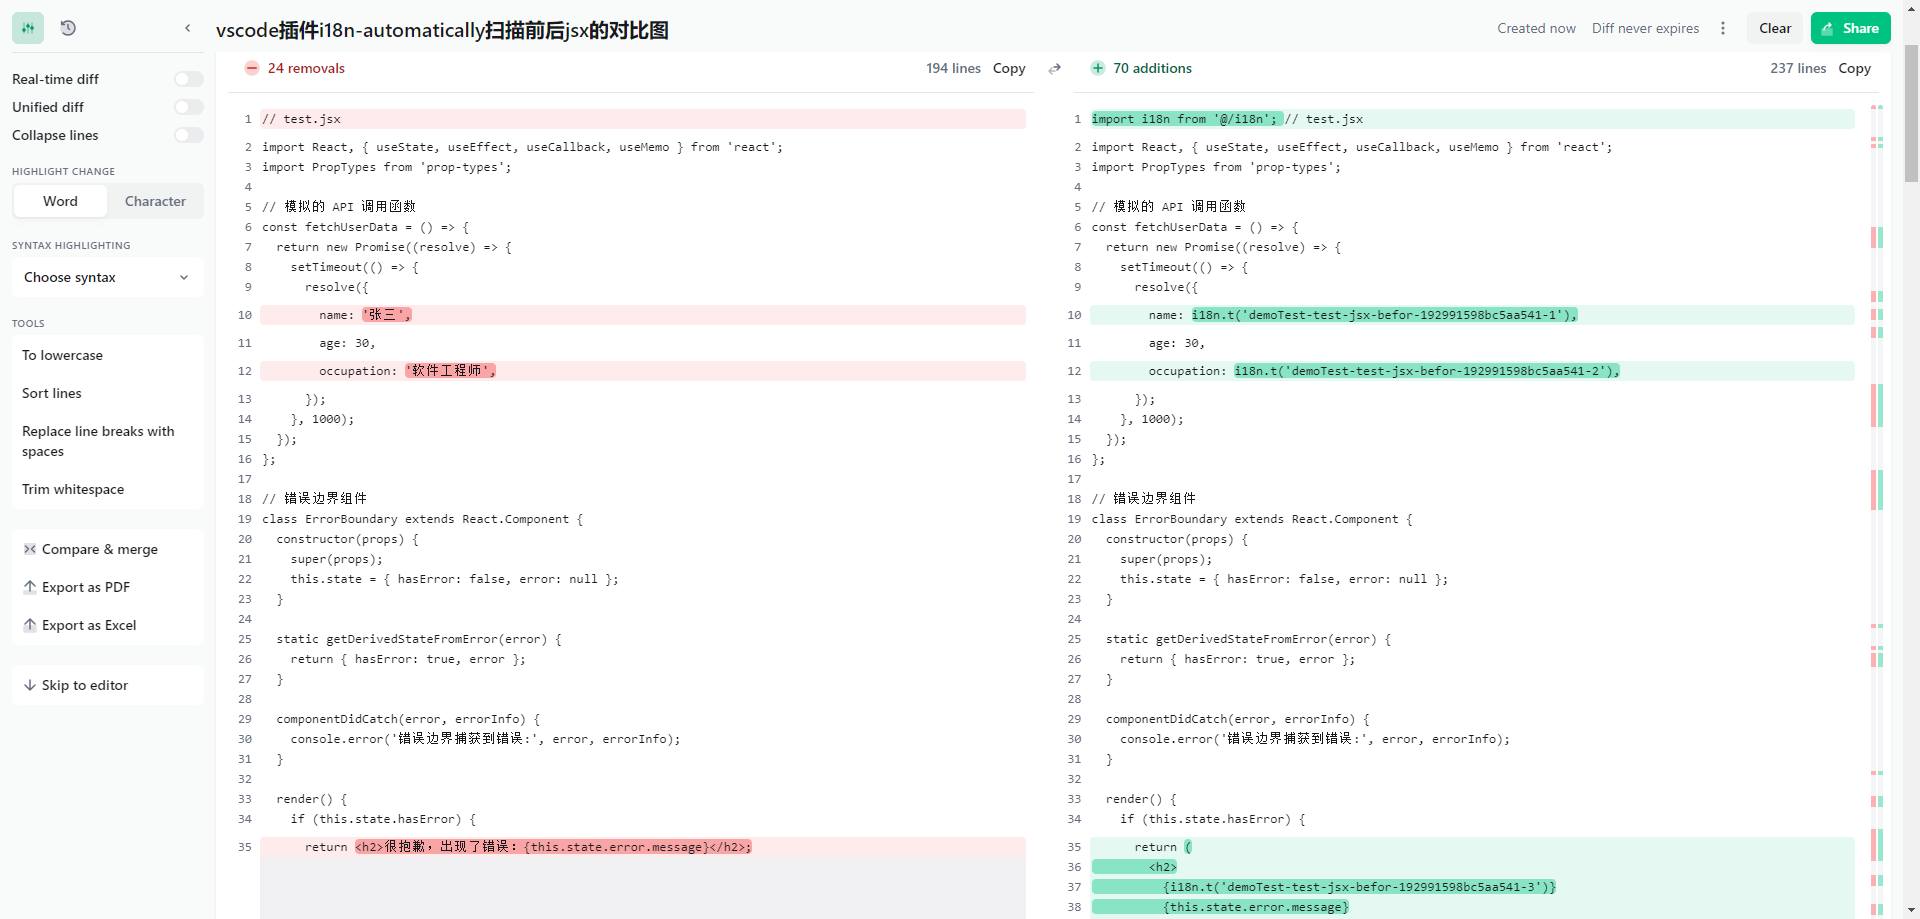 vscode插件i18n-automatically扫描前后jsx的对比图
Created now
Diff never expires
Clear
Share
Real-time diff
Unified diff
Collapse lines
HIGHLIGHT CHANGE
Word
Character
SYNTAX HIGHLIGHTING
Choose syntax
TOOLS
To lowercase
Sort lines
Replace line breaks with
spaces
Trim whitespace
Compare & merge
Export as PDF
Export as Excel
Skip to editor
24 removals
194 lines
Copy
1 // test.jsx
2 import React, { useState, useEffect, useCallback, useMemo } from 'react';
3 import PropTypes from 'prop-types';
4
5 // 模拟的 API 调用函数
6 const fetchUserData = () => {
7   return new Promise((resolve) => {
8     setTimeout(() => {
9       resolve({
10         name: '张三',
11         age: 30,
12         occupation: '软件工程师',
13       });
14     }, 1000);
15   });
16 };
17
18 // 错误边界组件
19 class ErrorBoundary extends React.Component {
20   constructor(props) {
21     super(props);
22     this.state = { hasError: false, error: null };
23   }
24
25   static getDerivedStateFromError(error) {
26     return { hasError: true, error };
27   }
28
29   componentDidCatch(error, errorInfo) {
30     console.error('错误边界捕获到错误:', error, errorInfo);
31   }
32
33   render() {
34     if (this.state.hasError) {
35       return <h2>很抱歉，出现了错误：{this.state.error.message}</h2>;
70 additions
237 lines
Copy
1 import i18n from '@/i18n'; // test.jsx
2 import React, { useState, useEffect, useCallback, useMemo } from 'react';
3 import PropTypes from 'prop-types';
4
5 // 模拟的 API 调用函数
6 const fetchUserData = () => {
7   return new Promise((resolve) => {
8     setTimeout(() => {
9       resolve({
10         name: i18n.t('demoTest-test-jsx-befor-192991598bc5aa541-1'),
11         age: 30,
12         occupation: i18n.t('demoTest-test-jsx-befor-192991598bc5aa541-2'),
13       });
14     }, 1000);
15   });
16 };
17
18 // 错误边界组件
19 class ErrorBoundary extends React.Component {
20   constructor(props) {
21     super(props);
22     this.state = { hasError: false, error: null };
23   }
24
25   static getDerivedStateFromError(error) {
26     return { hasError: true, error };
27   }
28
29   componentDidCatch(error, errorInfo) {
30     console.error('错误边界捕获到错误:', error, errorInfo);
31   }
32
33   render() {
34     if (this.state.hasError) {
35       return (
36         <h2>
37           {i18n.t('demoTest-test-jsx-befor-192991598bc5aa541-3')}
38           {this.state.error.message}